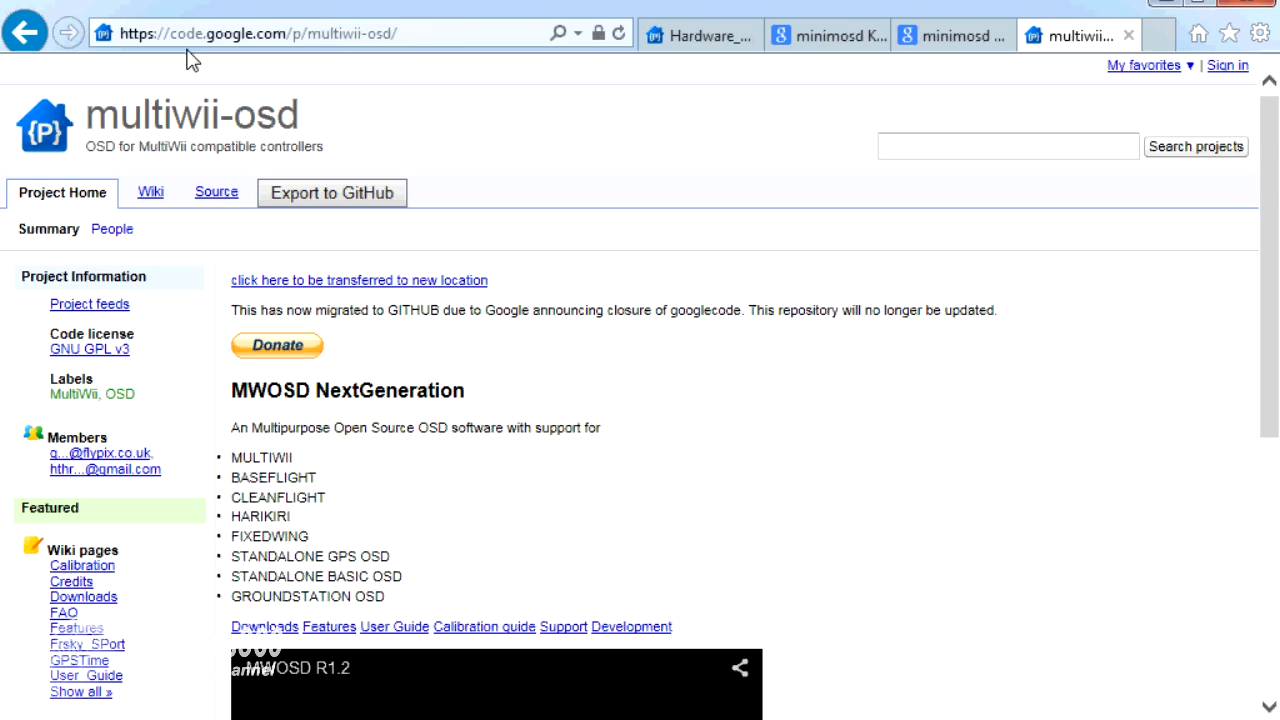 https://code.google.com/p/multiwii-osd/
Hardware_...
minimosd K...
minimosd ...
multiwii...
My favorites ▼ | Sign in
multiwii-osd
OSD for MultiWii compatible controllers
Search projects
Project Home Wiki Source Export to GitHub
Summary People
Project Information
Project feeds
Code license
GNU GPL v3
Labels
MultiWii, OSD
Members
g...@flypix.co.uk,
hthr...@gmail.com
Featured
Wiki pages
Calibration
Credits
Downloads
FAQ
Features
Frsky_SPort
GPSTime
User_Guide
Show all »
click here to be transferred to new location
This has now migrated to GITHUB due to Google announcing closure of googlecode. This repository will no longer be updated.
Donate
MWOSD NextGeneration
An Multipurpose Open Source OSD software with support for
• MULTIWII
• BASEFLIGHT
• CLEANFLIGHT
• HARIKIRI
• FIXEDWING
• STANDALONE GPS OSD
• STANDALONE BASIC OSD
• GROUNDSTATION OSD
Downloads Features User Guide Calibration guide Support Development
MWOSD R1.2